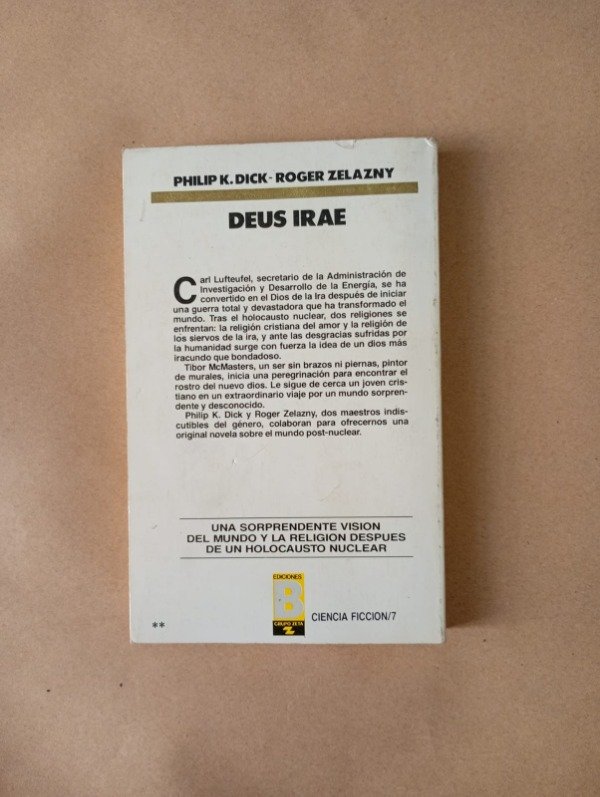 PHILIP K. DICK - ROGER ZELAZNY
DEUS IRAE
Carl Lufteufel, secretario de la Administración de
Investigación y Desarrollo de la Energía, se ha
convertido en el Dios de la Ira después de iniciar
una guerra total y devastadora que ha transformado el
mundo. Tras el holocausto nuclear, dos religiones se
enfrentan: la religión cristiana del amor y la religión de
los siervos de la ira, y ante las desgracias sufridas por
la humanidad surge con fuerza la idea de un dios más
iracundo que bondadoso.
Tibor McMasters, un ser sin brazos ni piernas, pintor
de murales, inicia una peregrinación para encontrar el
rostro del nuevo dios. Le sigue de cerca un joven cris-
tiano en un extraordinario viaje por un mundo sorpren-
dente y desconocido.
Philip K. Dick y Roger Zelazny, dos maestros indis-
cutibles del género, colaboran para ofrecernos una
original novela sobre el mundo post-nuclear.
UNA SORPRENDENTE VISION
DEL MUNDO Y LA RELIGION DESPUES
DE UN HOLOCAUSTO NUCLEAR
EDICIONES
B
GRUPO ZETA
Z
CIENCIA FICCION/7
**